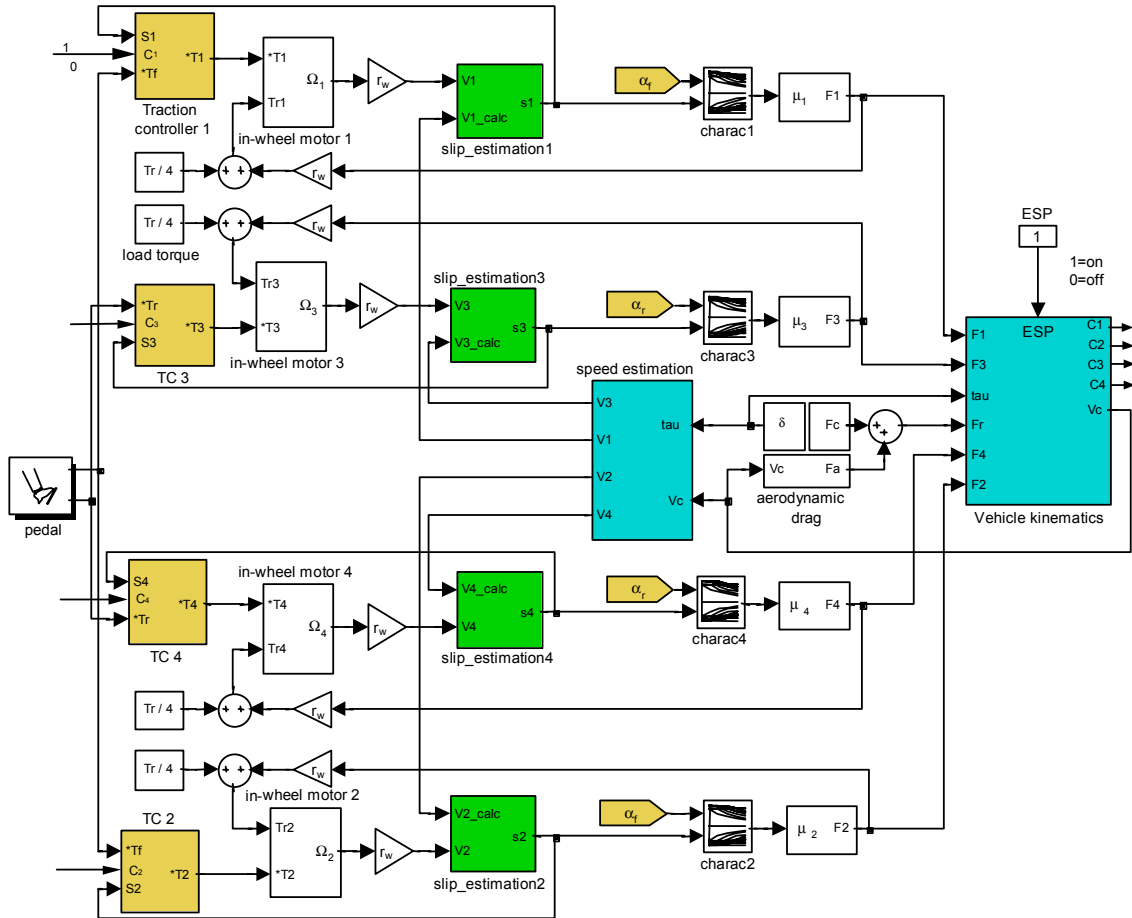 S1
C1
*Tf
*T1
1
0
Traction
controller 1
*T1
Tr1
Ω1
in-wheel motor 1
rw
V1
V1_calc
s1
slip_estimation1
αf
charac1
μ1
F1
Tr / 4
+ +
rw
Tr / 4
+ +
rw
load torque
*Tr
C3
S3
*T3
TC 3
Tr3
*T3
Ω3
in-wheel motor 3
rw
slip_estimation3
V3
V3_calc
s3
αr
charac3
μ3
F3
ESP
1
1=on
0=off
ESP
F1
F3
tau
Fr
F4
F2
C1
C2
C3
C4
Vc
Vehicle kinematics
speed estimation
V3
V1
V2
V4
tau
Vc
δ
Fc
+
+
Vc
Fa
aerodynamic
drag
pedal
S4
C4
*Tr
*T4
TC 4
in-wheel motor 4
*T4
Tr4
Ω4
rw
V4_calc
V4
s4
slip_estimation4
αr
charac4
μ 4
F4
Tr / 4
+ +
rw
Tr / 4
+ +
rw
in-wheel motor 2
TC 2
*Tf
C2
S2
*T2
Tr2
*T2
Ω2
rw
V2_calc
V2
s2
slip_estimation2
αf
charac2
μ 2
F2